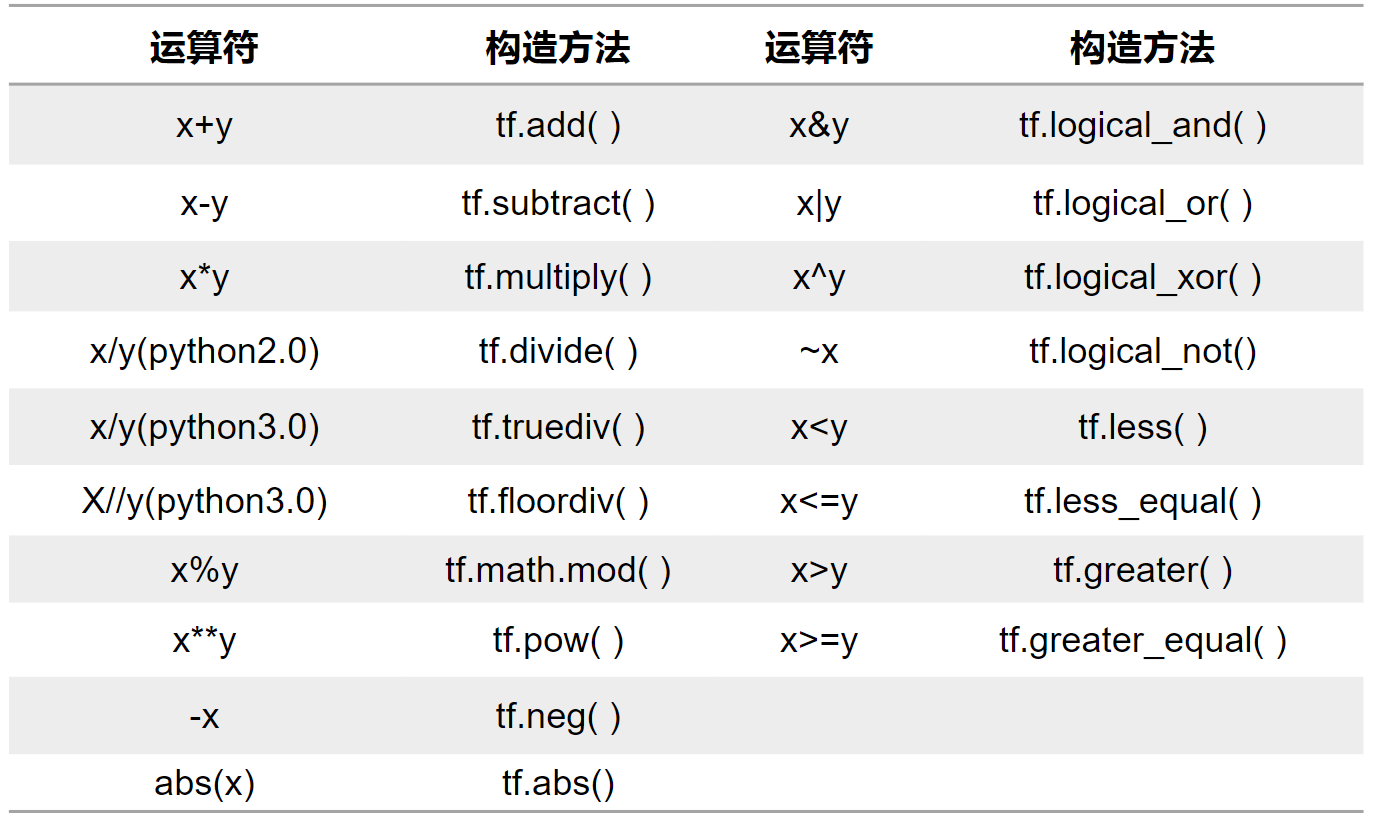 运算符 构造方法 运算符 构造方法
x+y tf.add( ) x&y tf.logical_and( )
x-y tf.subtract( ) x|y tf.logical_or( )
x*y tf.multiply( ) x^y tf.logical_xor( )
x/y(python2.0) tf.divide( ) ~x tf.logical_not()
x/y(python3.0) tf.truediv( ) x<y tf.less( )
X//y(python3.0) tf.floordiv( ) x<=y tf.less_equal( )
x%y tf.math.mod( ) x>y tf.greater( )
x**y tf.pow( ) x>=y tf.greater_equal( )
-x tf.neg( )
abs(x) tf.abs()